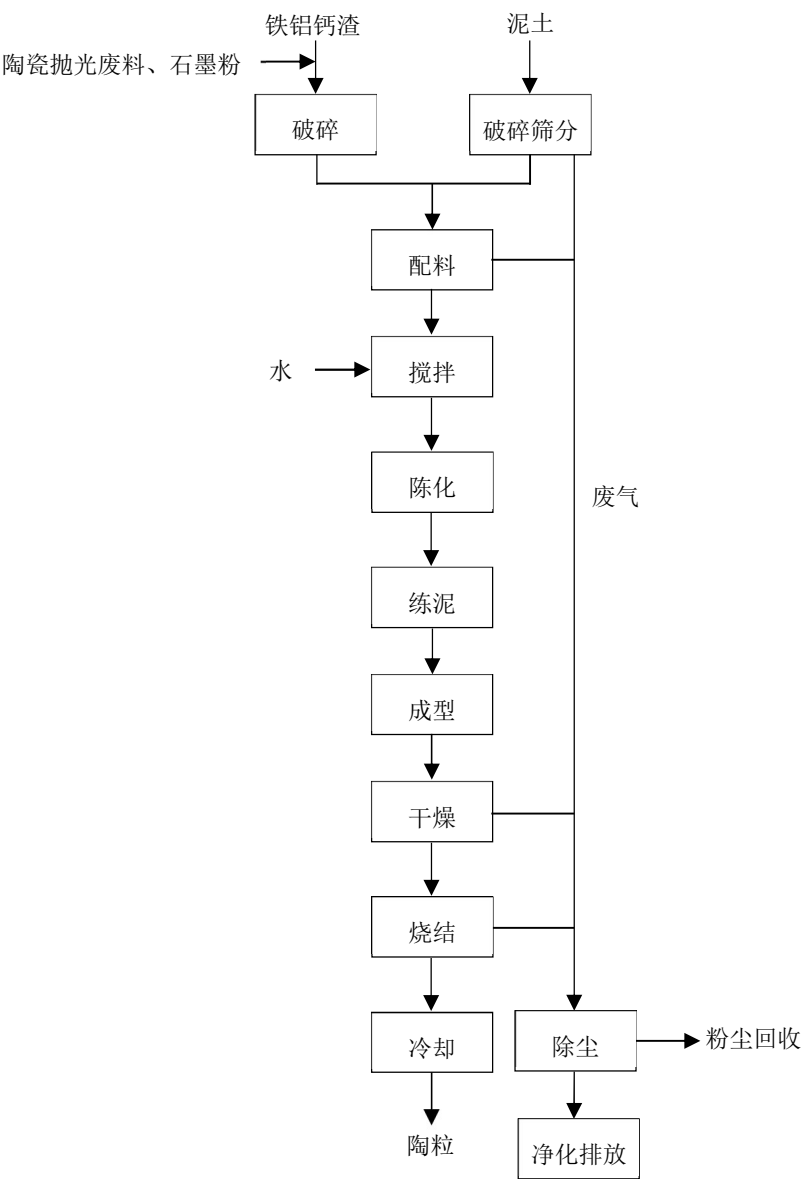 铁铝钙渣
泥土
陶瓷抛光废料、石墨粉
破碎
破碎筛分
配料
水
搅拌
陈化
废气
练泥
成型
干燥
烧结
冷却
除尘
粉尘回收
陶粒
净化排放